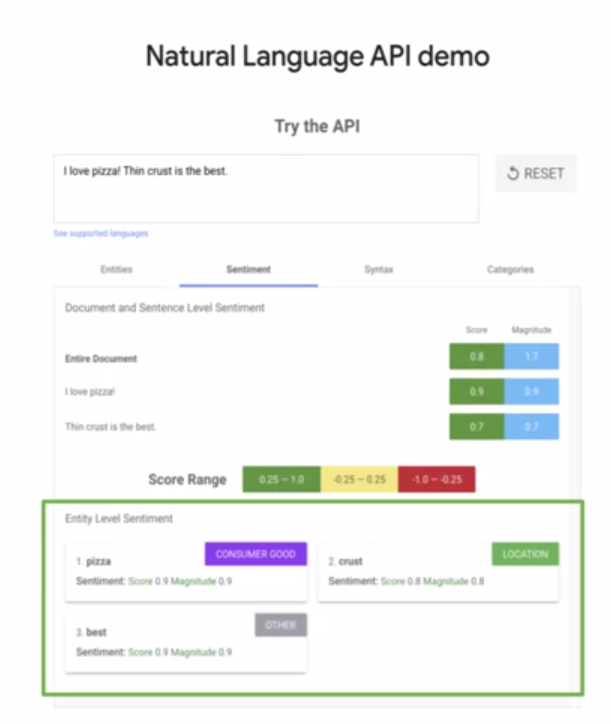 Natural Language API demo
Try the API
I love pizza! Thin crust is the best.
RESET
See supported languages
Entities Sentiment Syntax Categories
Document and Sentence Level Sentiment
Score Magnitude
Entire Document 0.8 1.7
I love pizza! 0.9 0.9
Thin crust is the best. 0.7 0.7
Score Range 0.25 — 1.0 -0.25 — 0.25 -1.0 — -0.25
Entity Level Sentiment
1. pizza CONSUMER GOOD
Sentiment: Score 0.9 Magnitude 0.9
2. crust LOCATION
Sentiment: Score 0.8 Magnitude 0.8
3. best OTHER
Sentiment: Score 0.9 Magnitude 0.9